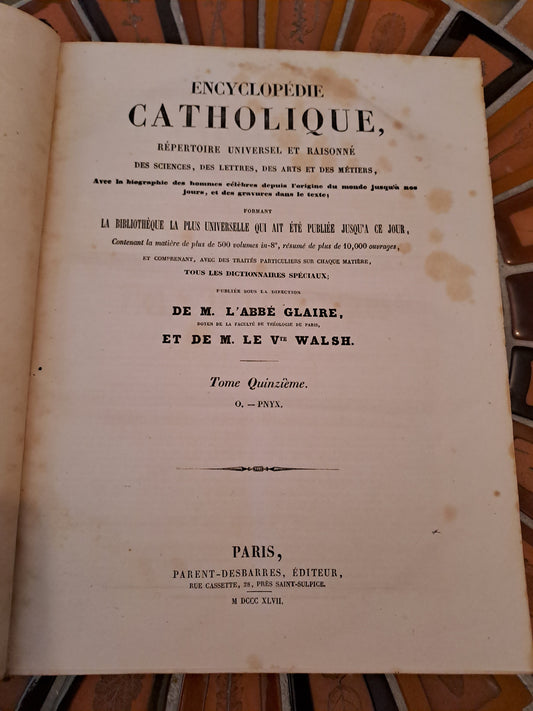 ENCYCLOPÉDIE
CATHOLIQUE,
RÉPERTOIRE UNIVERSEL ET RAISONNÉ
DES SCIENCES, DES LETTRES, DES ARTS ET DES MÉTIERS,
Avec la biographie des hommes célèbres depuis l'origine du monde jusqu'à nos
jours, et des gravures dans le texte;
FORMANT
LA BIBLIOTHÈQUE LA PLUS UNIVERSELLE QUI AIT ÉTÉ PUBLIÉE JUSQU'A CE JOUR,
Contenant la matière de plus de 500 volumes in-8°, résumé de plus de 10,000 ouvrages,
ET COMPRENANT, AVEC DES TRAITÉS PARTICULIERS SUR CHAQUE MATIÈRE,
TOUS LES DICTIONNAIRES SPÉCIAUX;
PUBLIÉE SOUS LA DIRECTION
DE M. L'ABBÉ GLAIRE,
DOYEN DE LA FACULTÉ DE THÉOLOGIE DE PARIS,
ET DE M. LE Vte WALSH.
Tome Quinzième.
O. — PNYX.
PARIS,
PARENT-DESBARRES, ÉDITEUR,
RUE CASSETTE, 28, PRÈS SAINT-SULPICE.
M DCCC XLVII.